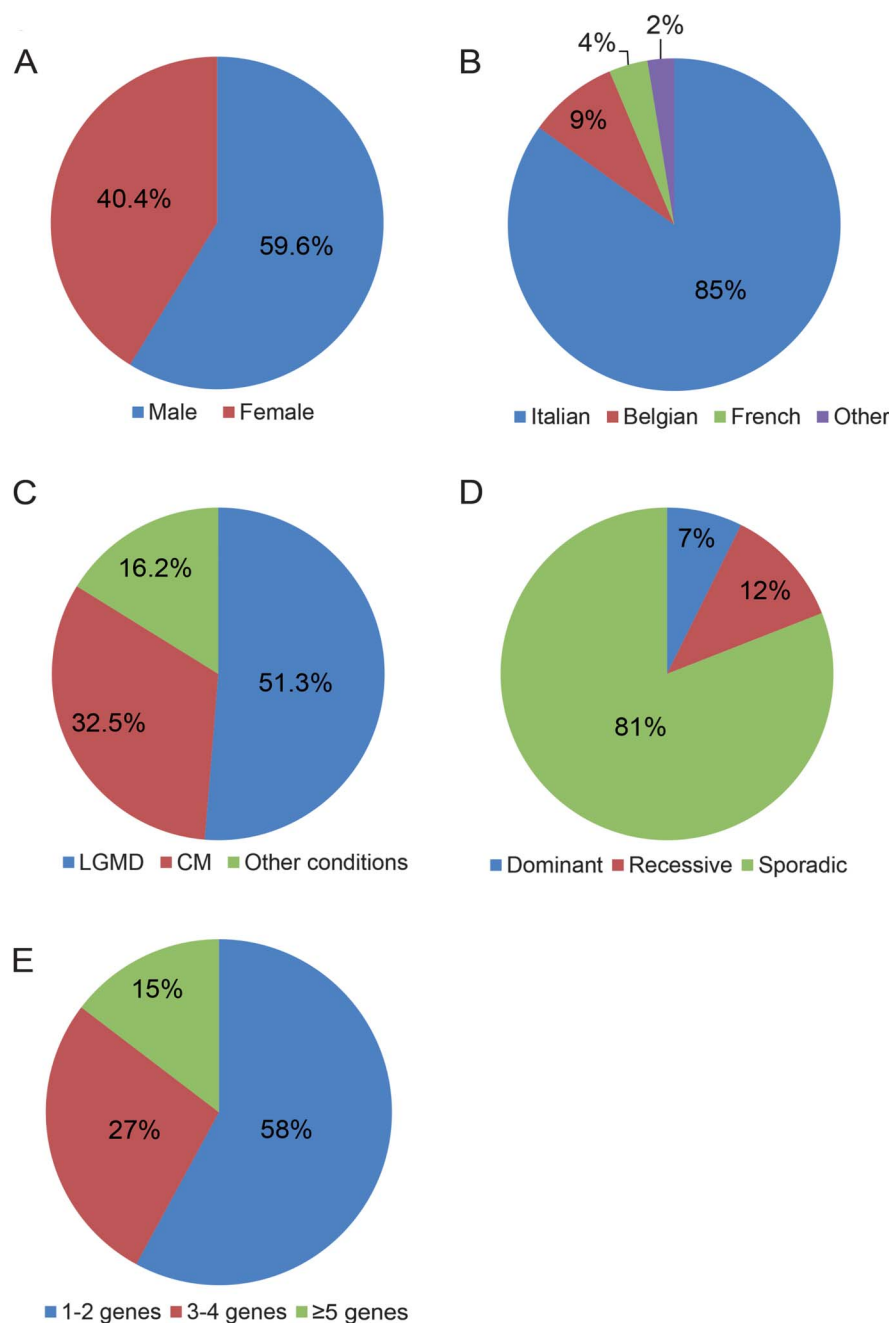 A
40.4%
59.6%
Male Female
B
2%
4%
9%
85%
Italian Belgian French Other
C
16.2%
51.3%
32.5%
LGMD CM Other conditions
D
7%
12%
81%
Dominant Recessive Sporadic
E
15%
27%
58%
1-2 genes 3-4 genes ≥5 genes